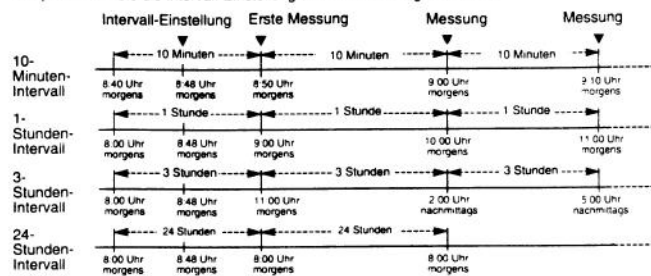 Intervall-Einstellung Erste Messung Messung Messung
10-Minuten-Intervall
10 Minuten 10 Minuten 10 Minuten
8:40 Uhr morgens 8:48 Uhr morgens 8:50 Uhr morgens 9:00 Uhr morgens 9:10 Uhr morgens
1-Stunden-Intervall
1 Stunde 1 Stunde 1 Stunde
8:00 Uhr morgens 8:48 Uhr morgens 9:00 Uhr morgens 10:00 Uhr morgens 11:00 Uhr morgens
3-Stunden-Intervall
3 Stunden 3 Stunden 3 Stunden
8:00 Uhr morgens 8:48 Uhr morgens 11:00 Uhr morgens 2:00 Uhr nachmittags 5:00 Uhr nachmittags
24-Stunden-Intervall
24 Stunden 24 Stunden
8:00 Uhr morgens 8:48 Uhr morgens 8:00 Uhr morgens 8:00 Uhr morgens